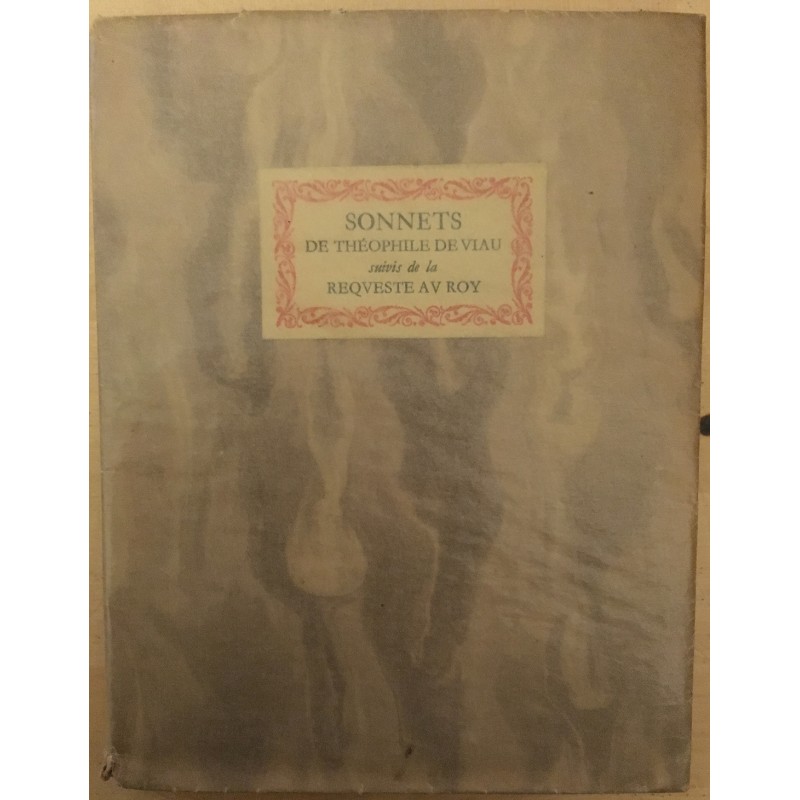 SONNETS
DE THÉOPHILE DE VIAU
suivis de la
REQVESTE AV ROY